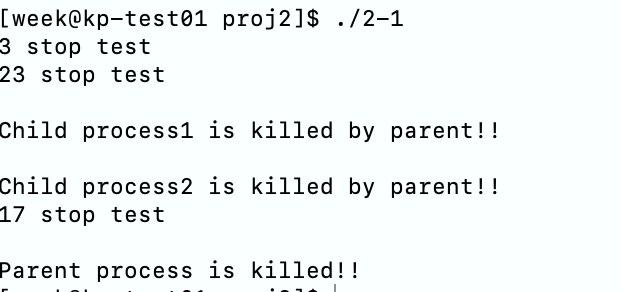 [week@kp-test01 proj2]$ ./2-1
3 stop test
23 stop test
Child process1 is killed by parent!!
Child process2 is killed by parent!!
17 stop test
Parent process is killed!!